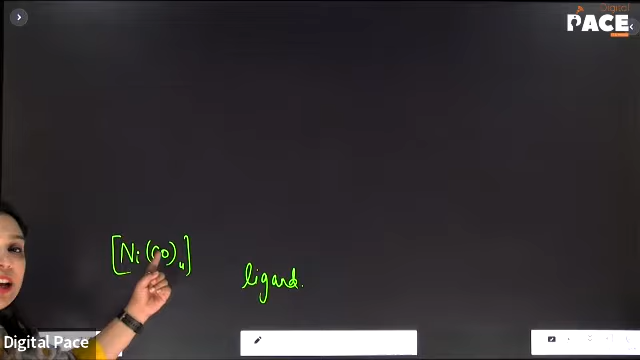 Digital
PACE
[Ni(CO)₄]
ligand.
Digital Pace